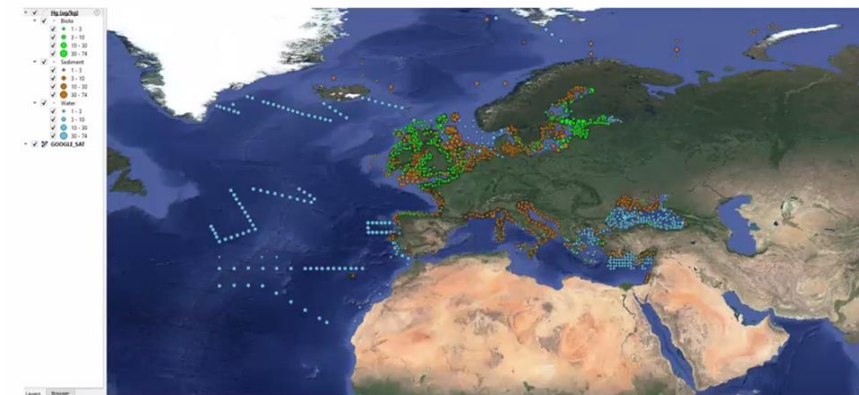 Hg (ug/kg)
Biota
1 - 3
3 - 10
10 - 30
30 - 74
Sediment
1 - 3
3 - 10
10 - 30
30 - 74
Water
1 - 3
3 - 10
10 - 30
30 - 74
GOOGLE_SAT
Layers Browser